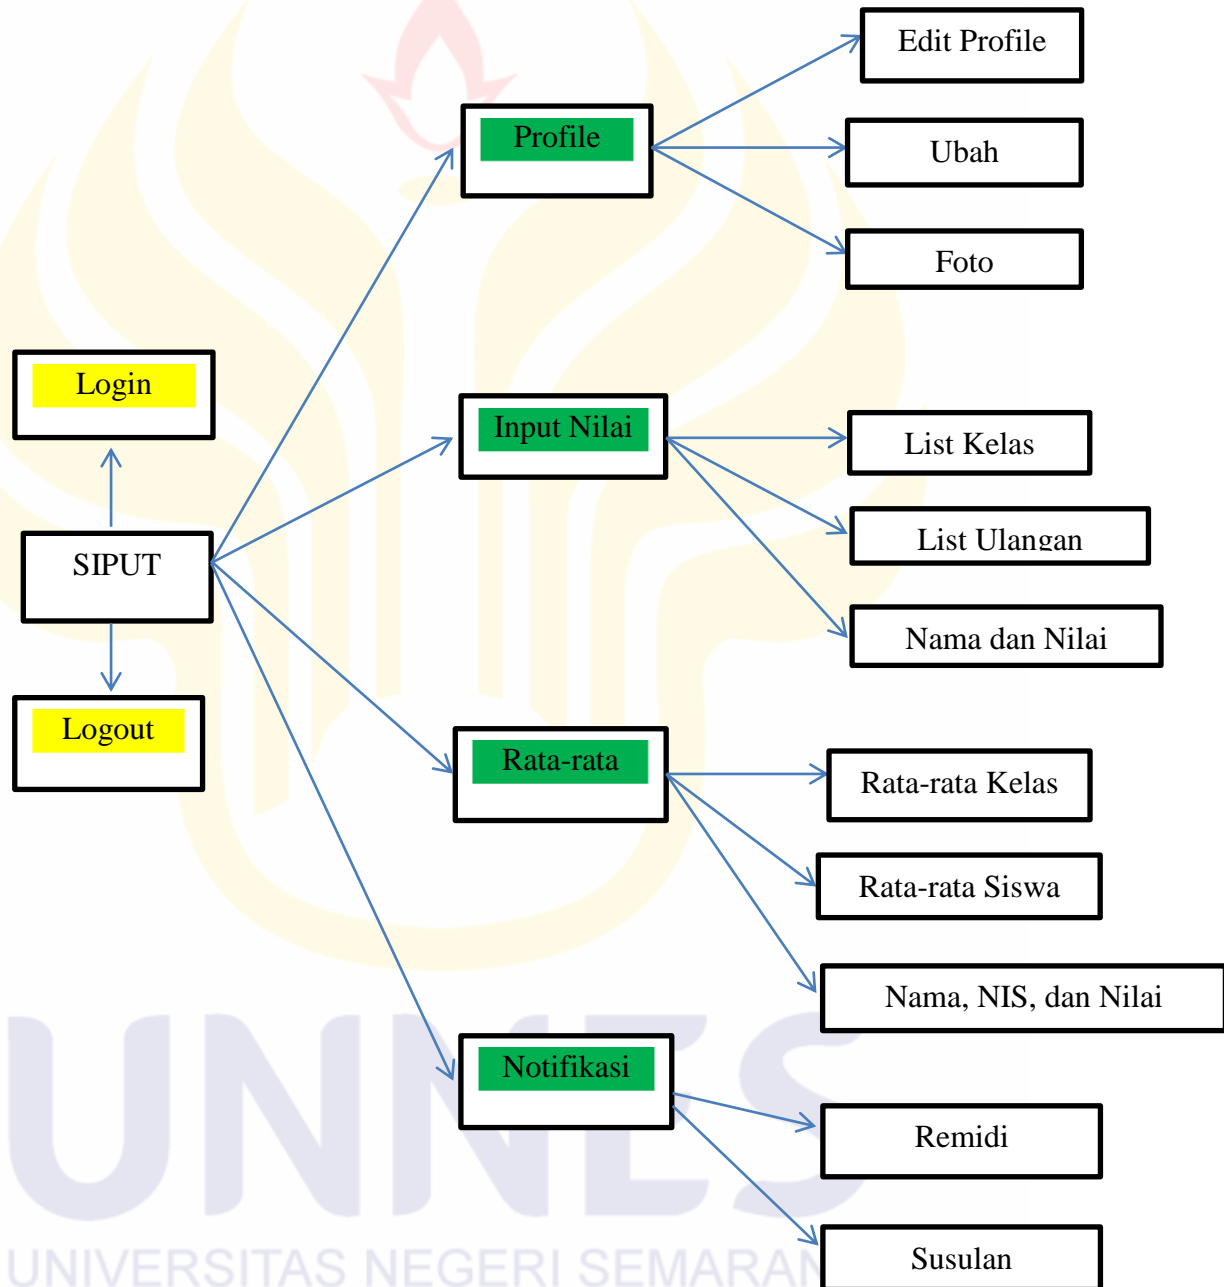 Edit Profile
Profile
Ubah
Foto
Login
Input Nilai
List Kelas
List Ulangan
SIPUT
Nama dan Nilai
Logout
Rata-rata
Rata-rata Kelas
Rata-rata Siswa
Nama, NIS, dan Nilai
Notifikasi
Remidi
Susulan
UNNES
UNIVERSITAS NEGERI SEMARAN